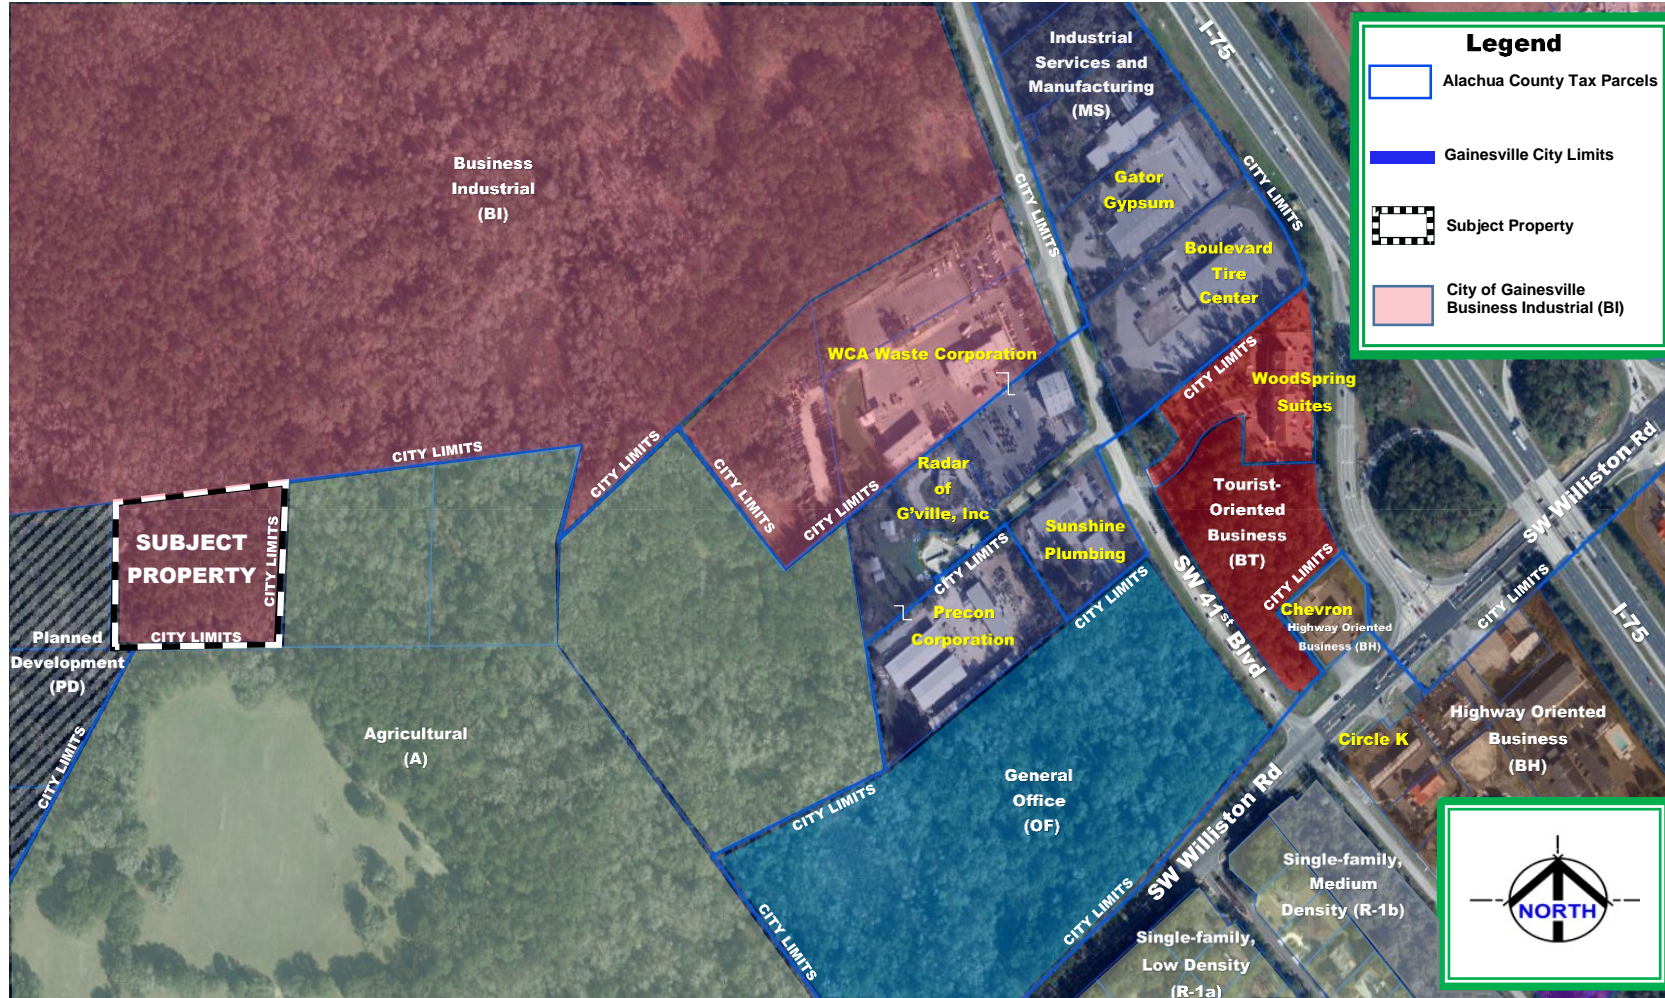 I-75
Industrial
Services and
Manufacturing
(MS)
Legend
Alachua County Tax Parcels
Gainesville City Limits
Subject Property
City of Gainesville
Business Industrial (BI)
Business
Industrial
(BI)
CITY LIMITS
Gator
Gypsum
CITY LIMITS
Boulevard
Tire
Center
WCA Waste Corporation
CITY LIMITS
WoodSpring
Suites
CITY LIMITS
CITY LIMITS
CITY LIMITS
CITY LIMITS
Radar
of
G'ville, Inc
Sunshine
Plumbing
Tourist-
Oriented
Business
(BT)
SW Williston Rd
SUBJECT
PROPERTY
CITY LIMITS
CITY LIMITS
CITY LIMITS
Precon
Corporation
CITY LIMITS
SW 41st Blvd
CITY LIMITS
Chevron
Highway Oriented
Business (BH)
CITY LIMITS
I-75
Planned
Development
(PD)
CITY LIMITS
Agricultural
(A)
General
Office
(OF)
CITY LIMITS
Circle K
Highway Oriented
Business
(BH)
SW Williston Rd
CITY LIMITS
CITY LIMITS
Single-family,
Medium
Density (R-1b)
Single-family,
Low Density
(R-1a)
NORTH